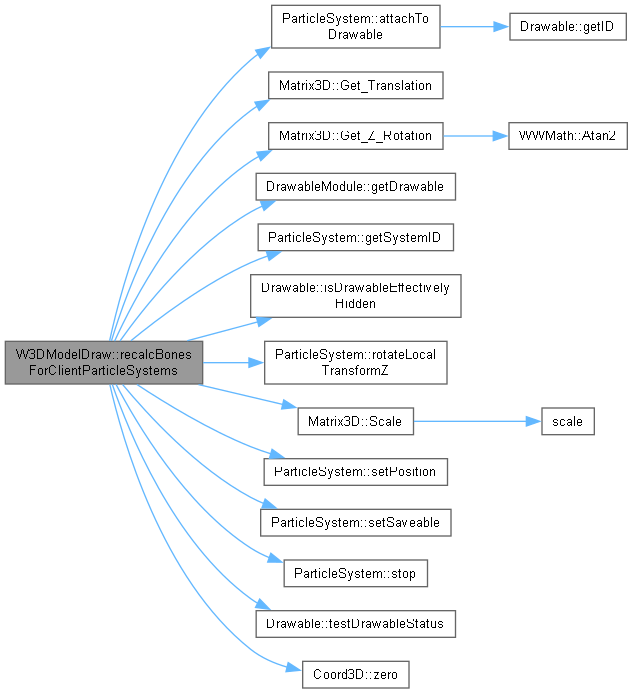 ParticleSystem::attachTo
Drawable
Drawable::getID
Matrix3D::Get_Translation
Matrix3D::Get_Z_Rotation
WWMath::Atan2
DrawableModule::getDrawable
ParticleSystem::getSystemID
Drawable::isDrawableEffectively
Hidden
W3DModelDraw::recalcBones
ForClientParticleSystems
ParticleSystem::rotateLocal
TransformZ
Matrix3D::Scale
scale
ParticleSystem::setPosition
ParticleSystem::setSaveable
ParticleSystem::stop
Drawable::testDrawableStatus
Coord3D::zero